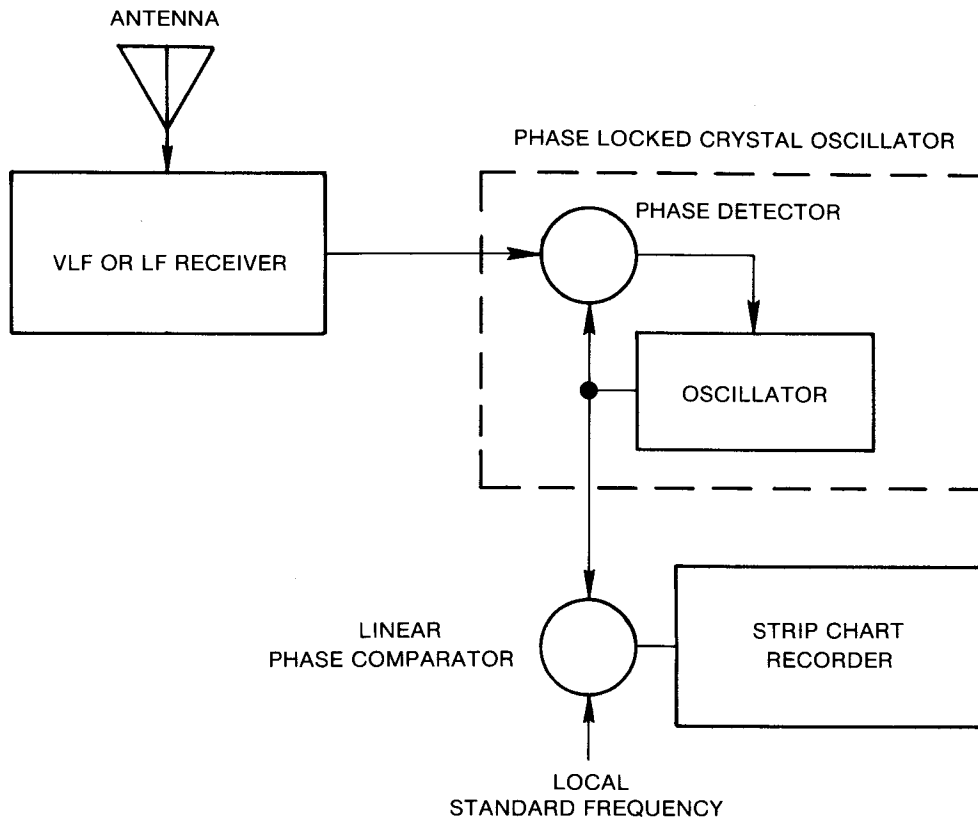 ANTENNA
PHASE LOCKED CRYSTAL OSCILLATOR
PHASE DETECTOR
VLF OR LF RECEIVER
OSCILLATOR
LINEAR
PHASE COMPARATOR
STRIP CHART
RECORDER
LOCAL
STANDARD FREQUENCY